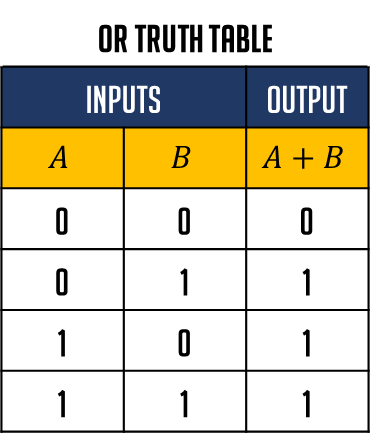 OR TRUTH TABLE
INPUTS OUTPUT
A B A + B
0 0 0
0 1 1
1 0 1
1 1 1